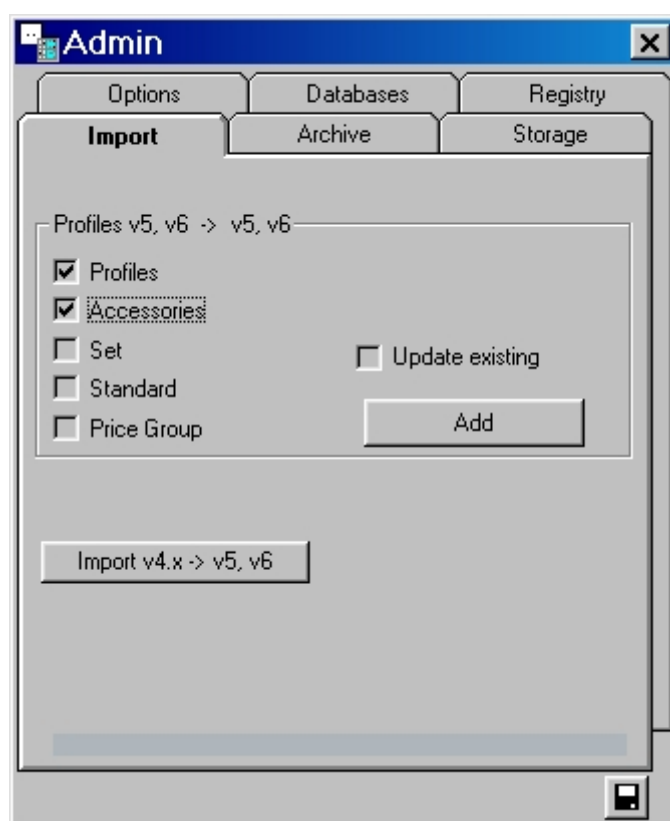 Admin
Options Databases Registry
Import Archive Storage
Profiles v5, v6 -> v5, v6
Profiles
Accessories
Set
Update existing
Standard
Add
Price Group
Import v4.x -> v5, v6